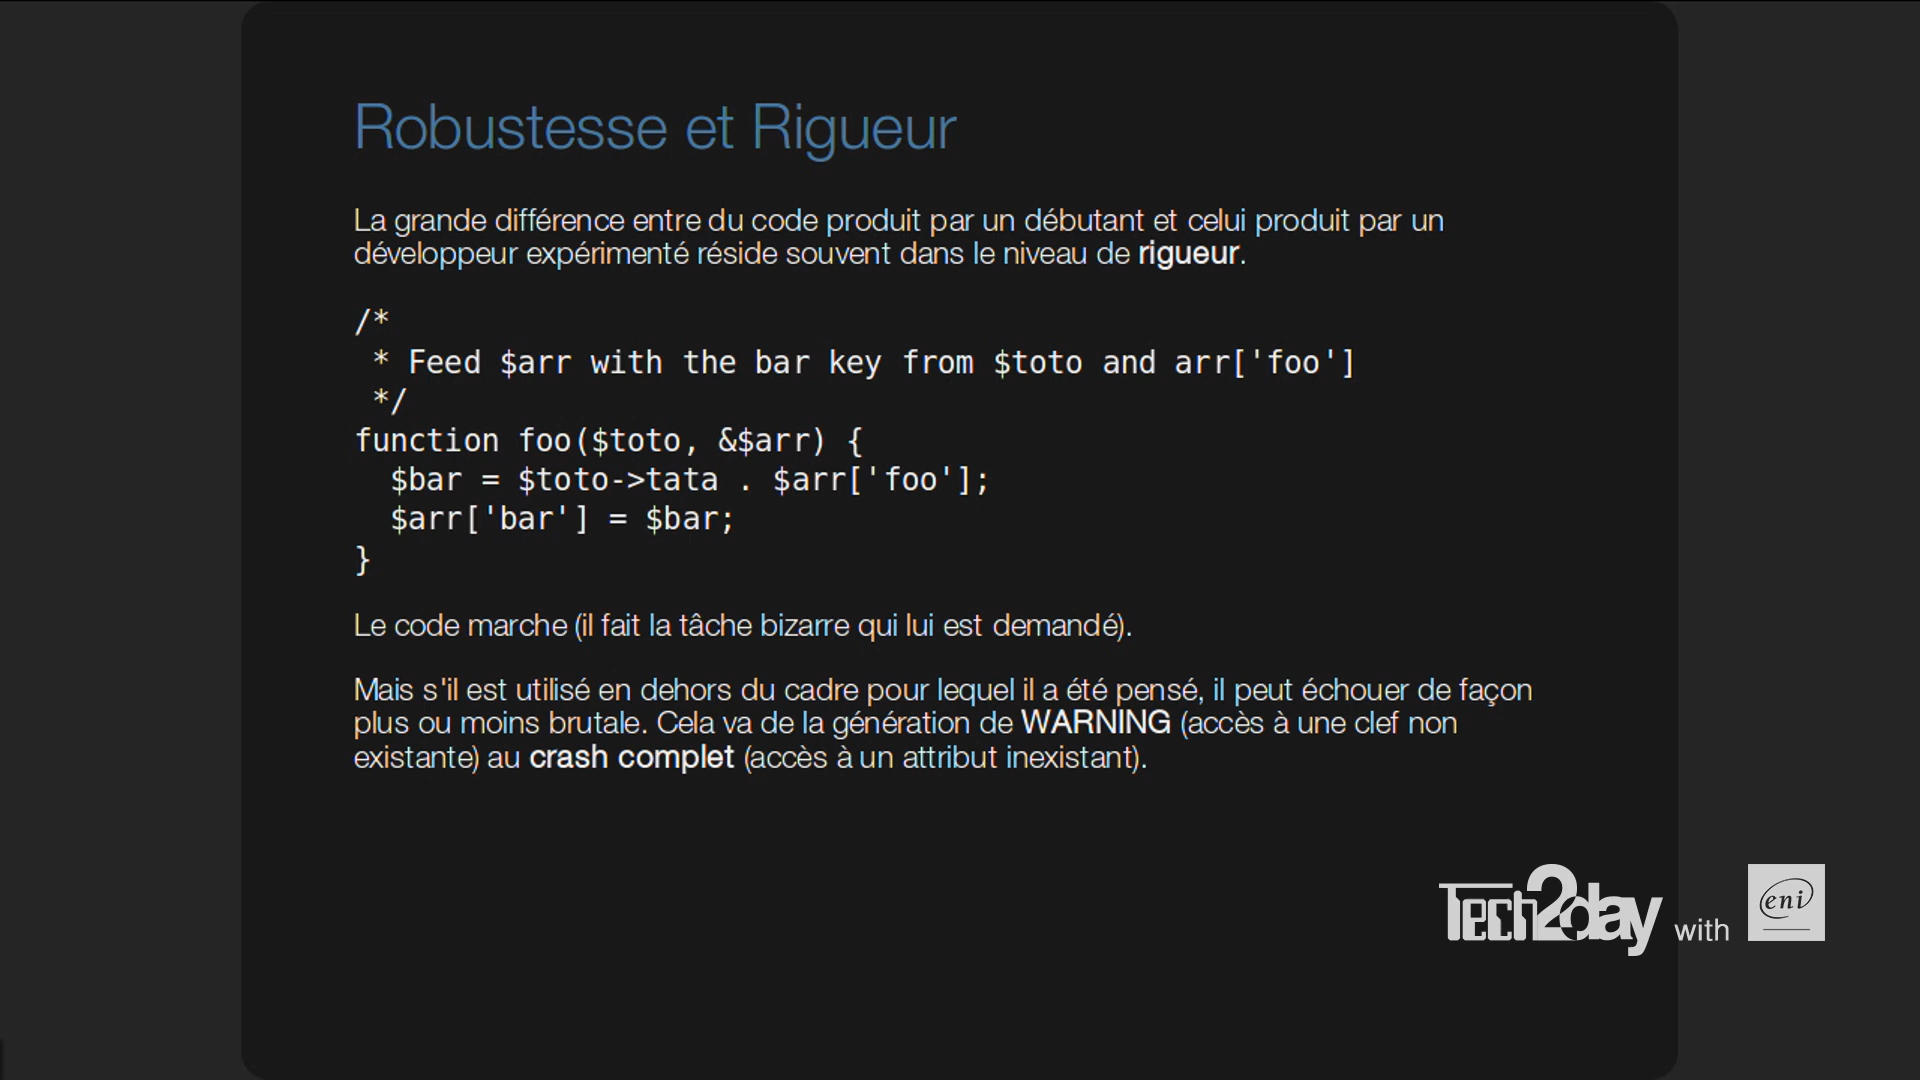 Robustesse et Rigueur
La grande différence entre du code produit par un débutant et celui produit par un
développeur expérimenté réside souvent dans le niveau de rigueur.
/*
 * Feed $arr with the bar key from $toto and arr['foo']
 */
function foo($toto, &$arr) {
  $bar = $toto->tata . $arr['foo'];
  $arr['bar'] = $bar;
}
Le code marche (il fait la tâche bizarre qui lui est demandé).
Mais s'il est utilisé en dehors du cadre pour lequel il a été pensé, il peut échouer de façon
plus ou moins brutale. Cela va de la génération de WARNING (accès à une clef non
existante) au crash complet (accès à un attribut inexistant).
Tech2day with eni